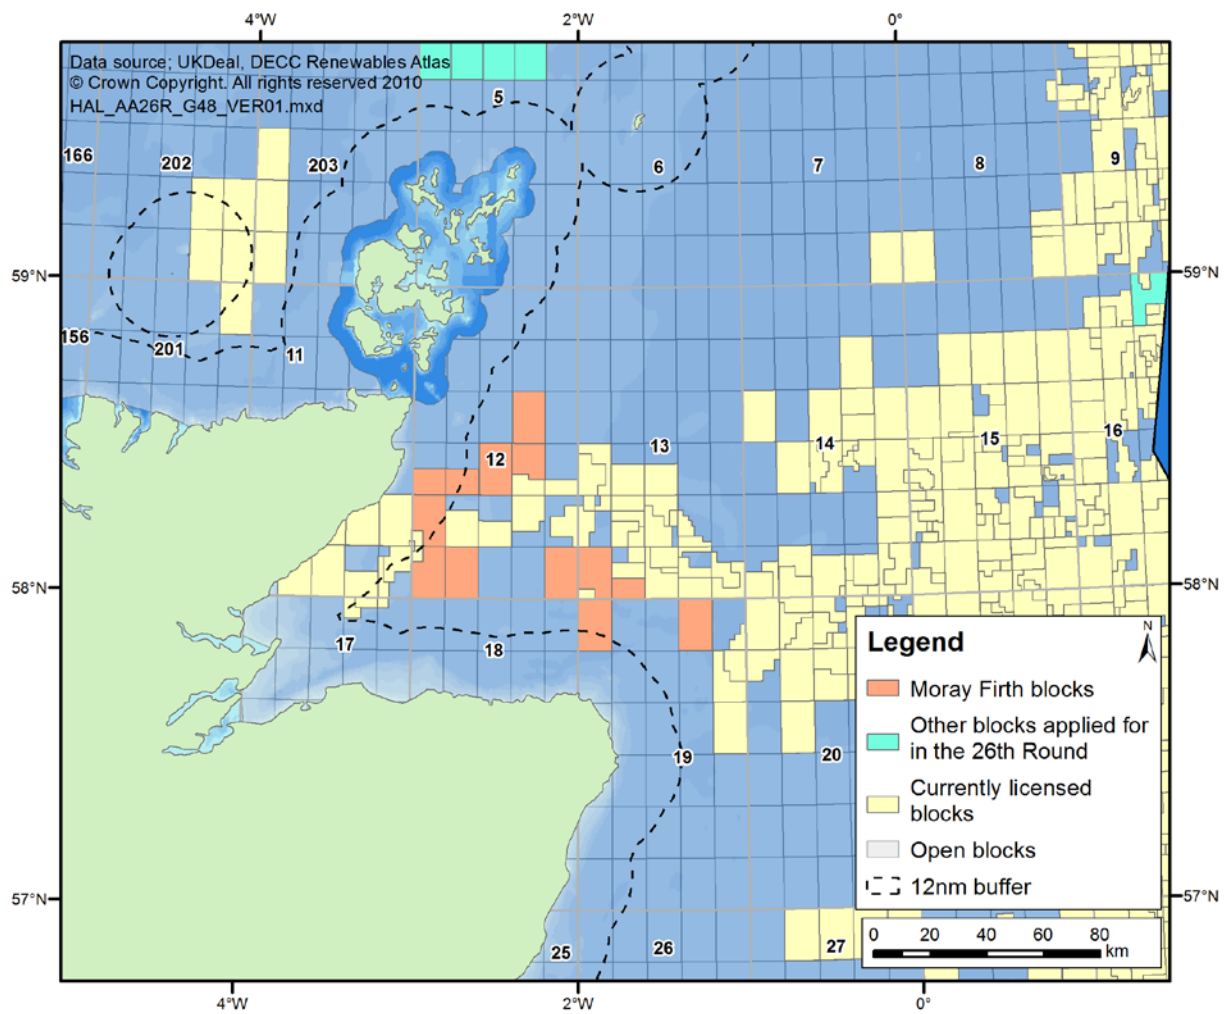 4°W 2°W 0°
Data source; UKDeal, DECC Renewables Atlas
© Crown Copyright. All rights reserved 2010
HAL_AA26R_G48_VER01.mxd
5
166 202 203 6 7 8 9
59°N 59°N
156 201 11
12 13 14 15 16
58°N 58°N
17 18
19 20
57°N 57°N
25 26 27
Legend
N
Moray Firth blocks
Other blocks applied for
in the 26th Round
Currently licensed
blocks
Open blocks
12nm buffer
0 20 40 60 80
km
4°W 2°W 0°